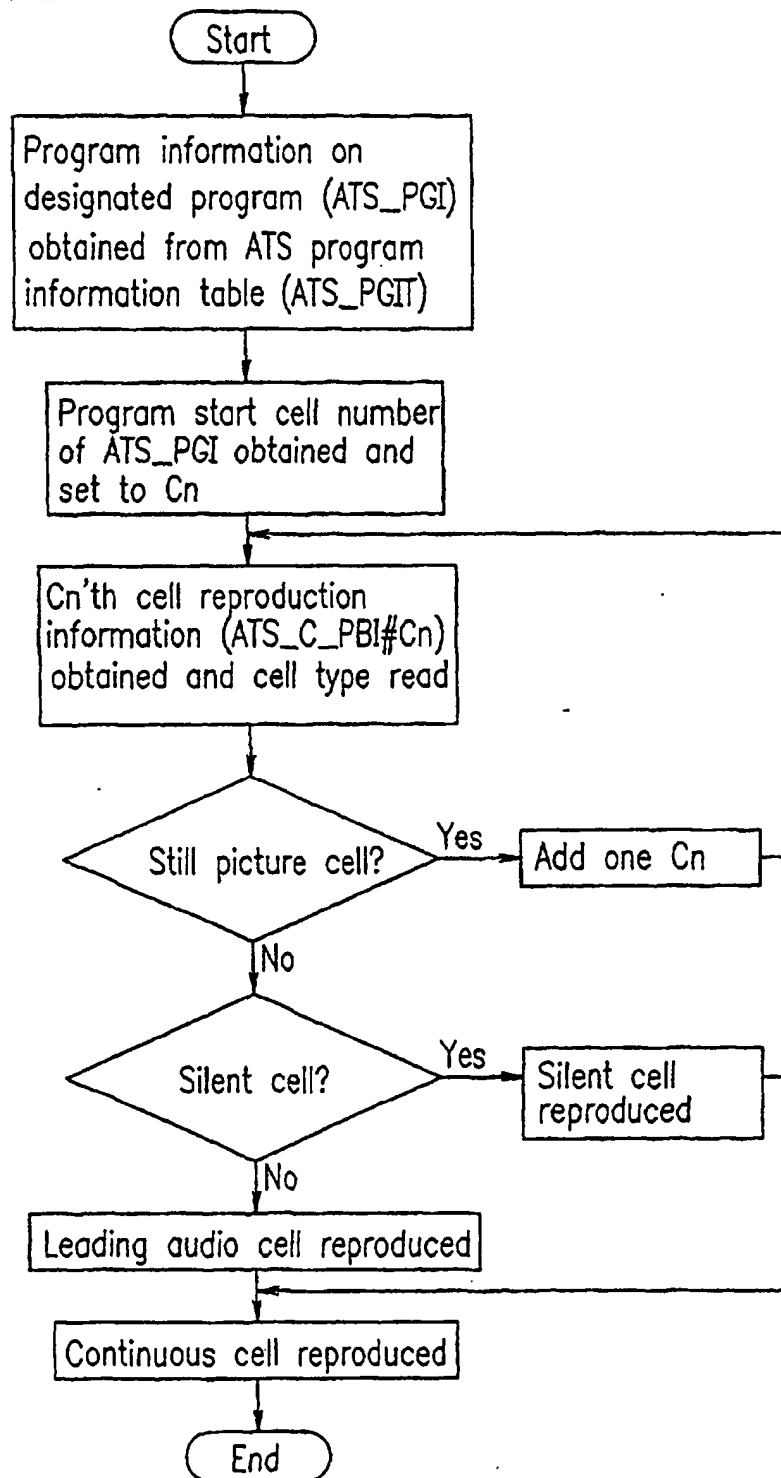 Start
Program information on
designated program (ATS_PGI)
obtained from ATS program
information table (ATS_PGIT)
Program start cell number
of ATS_PGI obtained and
set to Cn
Cn'th cell reproduction
information (ATS_C_PBI#Cn)
obtained and cell type read
Still picture cell?
Yes
Add one Cn
No
Silent cell?
Yes
Silent cell
reproduced
No
Leading audio cell reproduced
Continuous cell reproduced
End